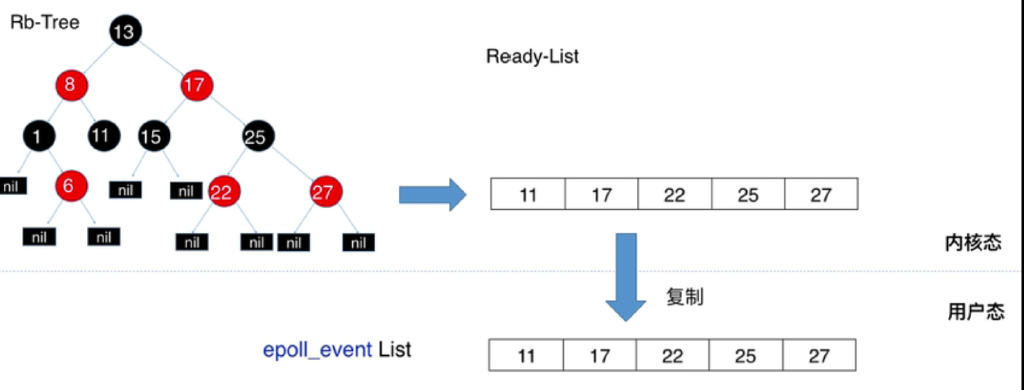 Rb-Tree
13
Ready-List
8
17
1
11
15
25
nil
6
nil
nil
22
27
11 17 22 25 27
nil
nil
nil
nil
nil
nil
内核态
复制
用户态
epoll_event List
11 17 22 25 27